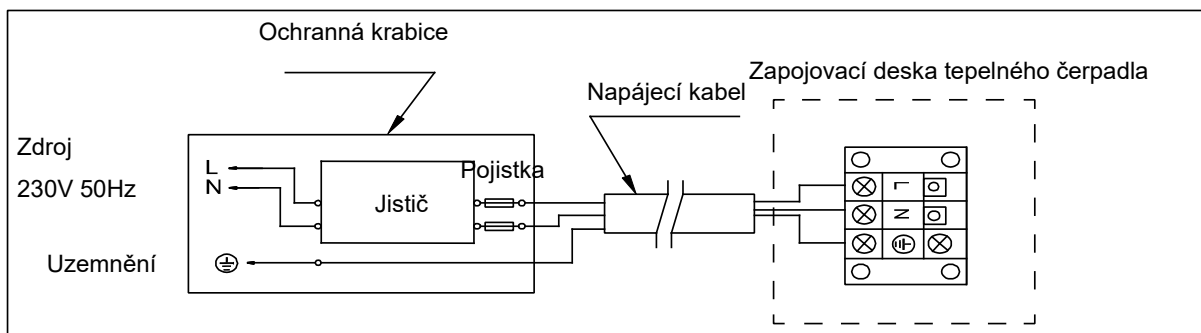 Ochranná krabice
Zapojovací deska tepelného čerpadla
Napájecí kabel
Zdroj
230V 50Hz
L
N
Jistič
Pojistka
Uzemnění
L
N